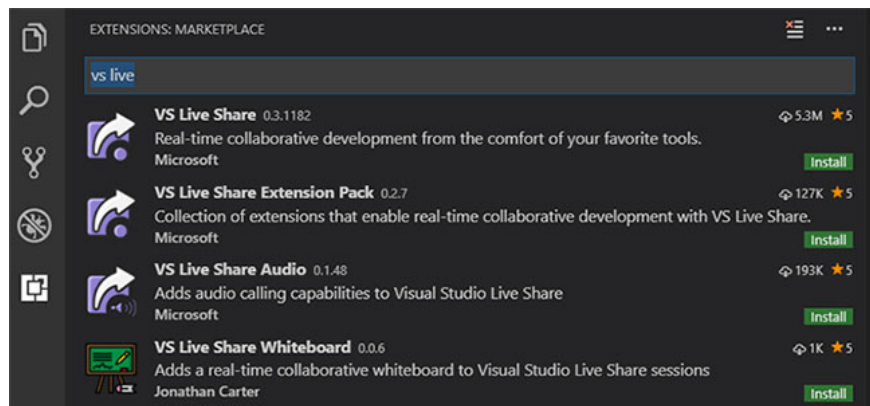 EXTENSIONS: MARKETPLACE
vs live
VS Live Share 0.3.1182 5.3M 5
Real-time collaborative development from the comfort of your favorite tools.
Microsoft Install
VS Live Share Extension Pack 0.2.7 127K 5
Collection of extensions that enable real-time collaborative development with VS Live Share.
Microsoft Install
VS Live Share Audio 0.1.48 193K 5
Adds audio calling capabilities to Visual Studio Live Share
Microsoft Install
VS Live Share Whiteboard 0.0.6 1K 5
Adds a real-time collaborative whiteboard to Visual Studio Live Share sessions
Jonathan Carter Install